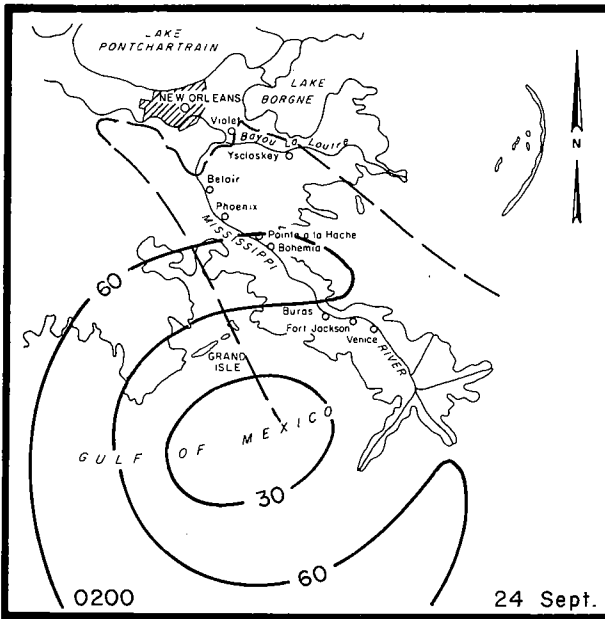 LAKE
PONTCHARTRAIN
NEW ORLEANS
LAKE
BORGNE
Violet
Bayou La Loutre
Yscloskey
Belair
Phoenix
MISSISSIPPI
Pointe a la Hache
Bohemia
60
Buras
Fort Jackson
Venice
RIVER
GRAND
ISLE
GULF OF MEXICO
30
60
0200
24 Sept.
N